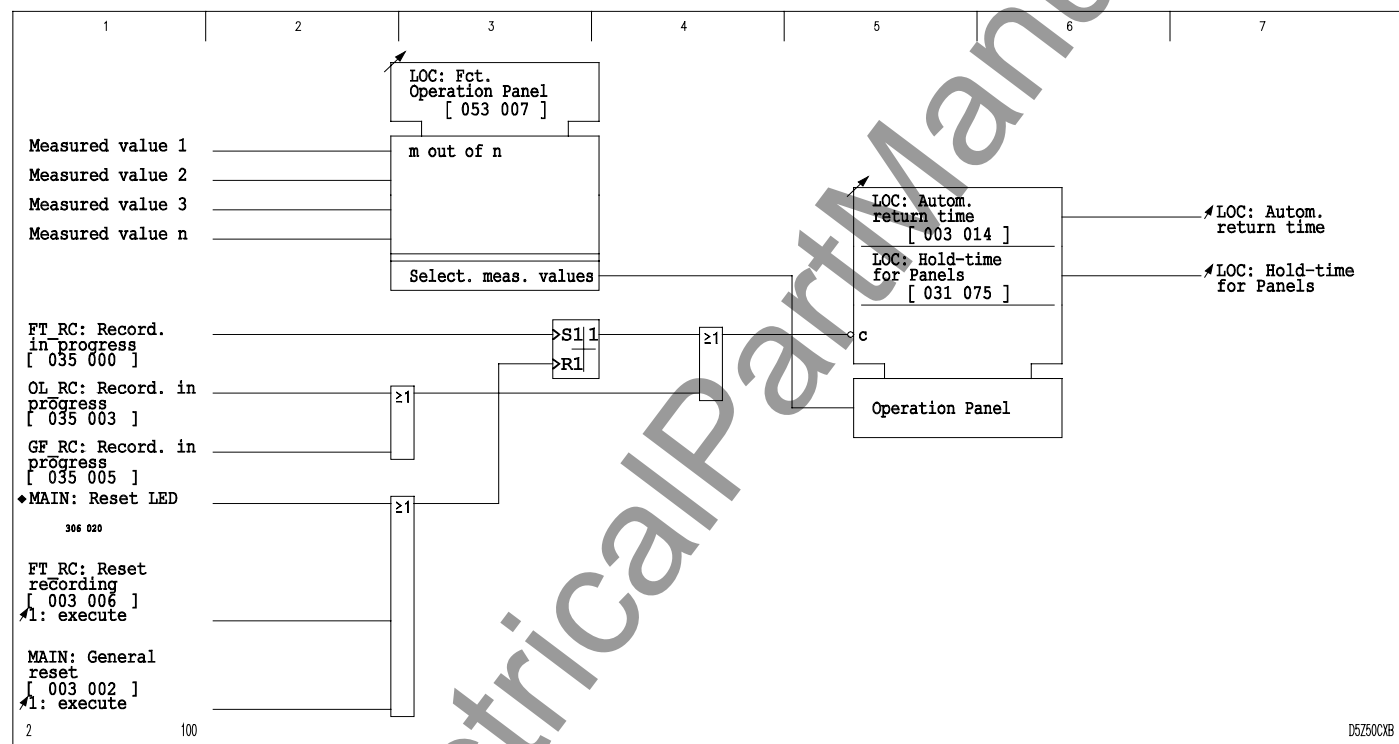 1 2 3 4 5 6 7
LOC: Fct.
Operation Panel
[ 053 007 ]
Measured value 1
Measured value 2
Measured value 3
Measured value n
m out of n
Select. meas. values
LOC: Autom.
return time
[ 003 014 ]
LOC: Hold-time
for Panels
[ 031 075 ]
c
Operation Panel
LOC: Autom.
return time
LOC: Hold-time
for Panels
FT_RC: Record.
in progress
[ 035 000 ]
S1 1
R1
≥1
OL_RC: Record. in
progress
[ 035 003 ]
≥1
GF_RC: Record. in
progress
[ 035 005 ]
◆MAIN: Reset LED
306 020
≥1
FT_RC: Reset
recording
[ 003 006 ]
1: execute
MAIN: General
reset
[ 003 002 ]
1: execute
2 100
D5Z50CXB
ctricalPartManu